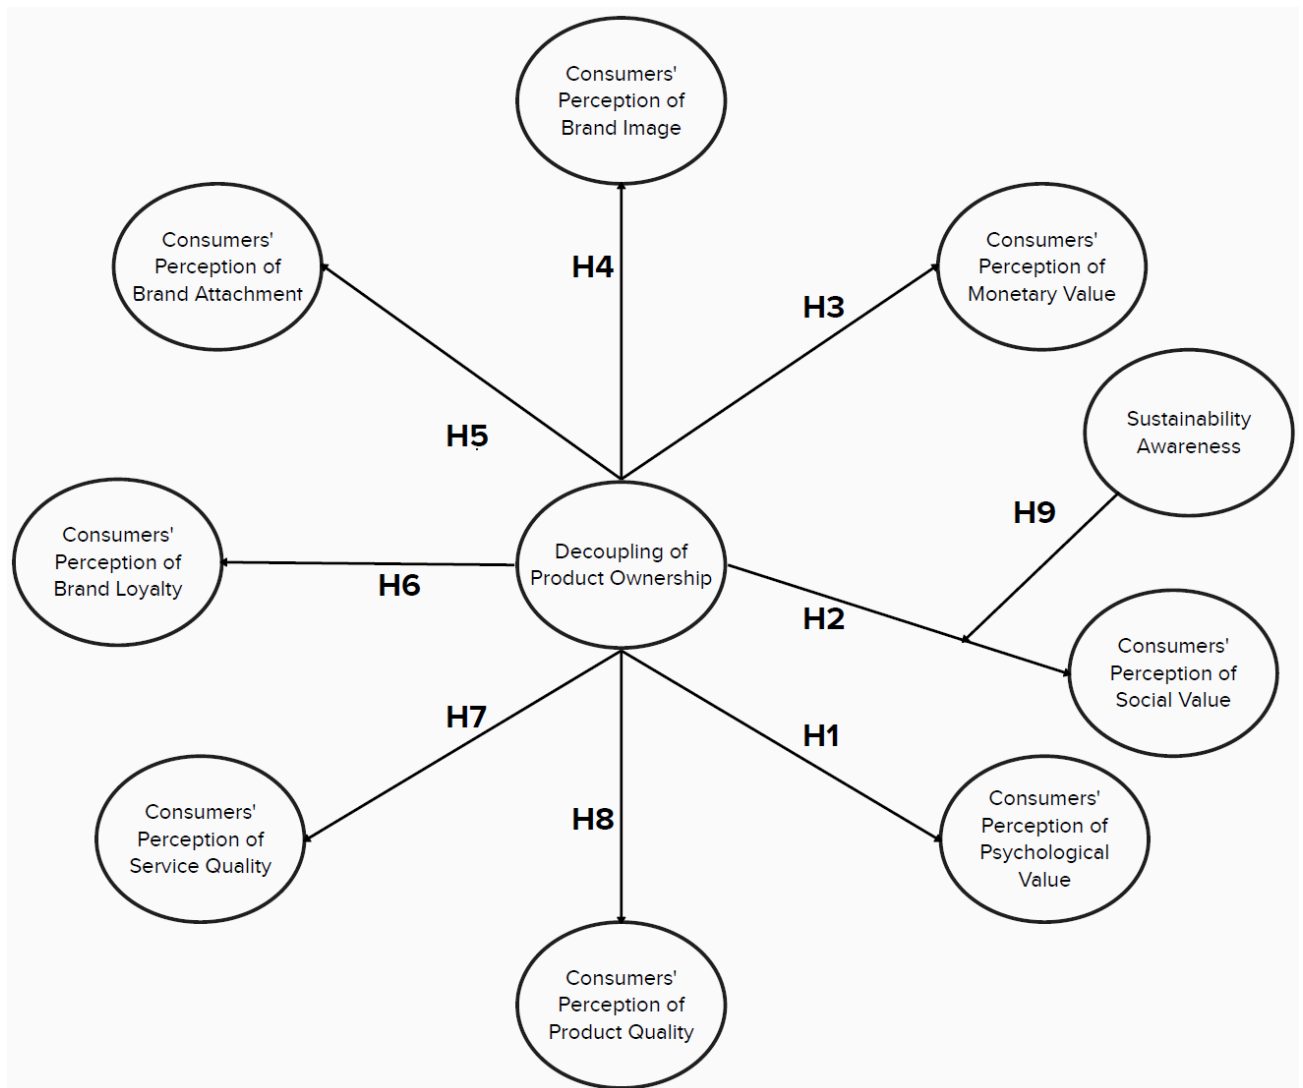 Consumers'
Perception of
Brand Image
Consumers'
Perception of
Brand Attachment
H4
Consumers'
Perception of
Monetary Value
H3
Sustainability
Awareness
H5
H9
Consumers'
Perception of
Brand Loyalty
H6
Decoupling of
Product Ownership
H2
Consumers'
Perception of
Social Value
H7
H1
Consumers'
Perception of
Service Quality
H8
Consumers'
Perception of
Psychological
Value
Consumers'
Perception of
Product Quality